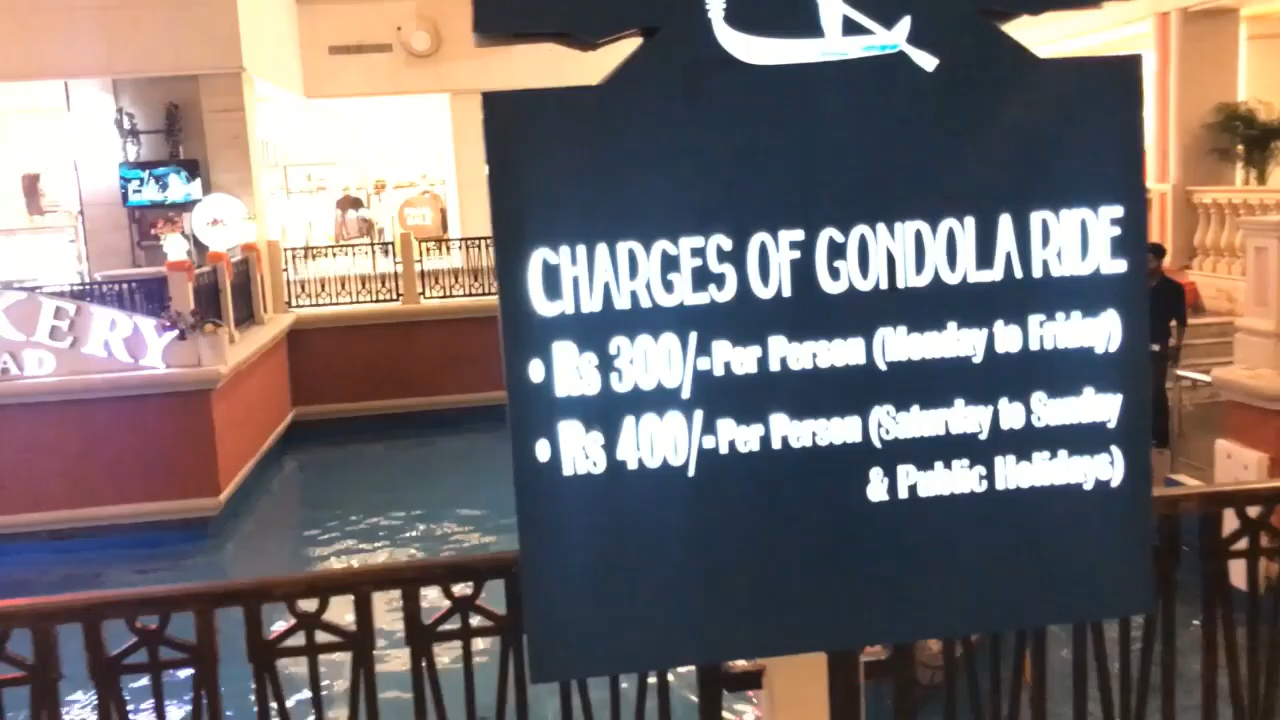 CHARGES OF GONDOLA RIDE
• Rs 300/-Per Person (Monday to Friday)
• Rs 400/-Per Person (Saturday to Sunday
& Public Holidays)
KERY
AD